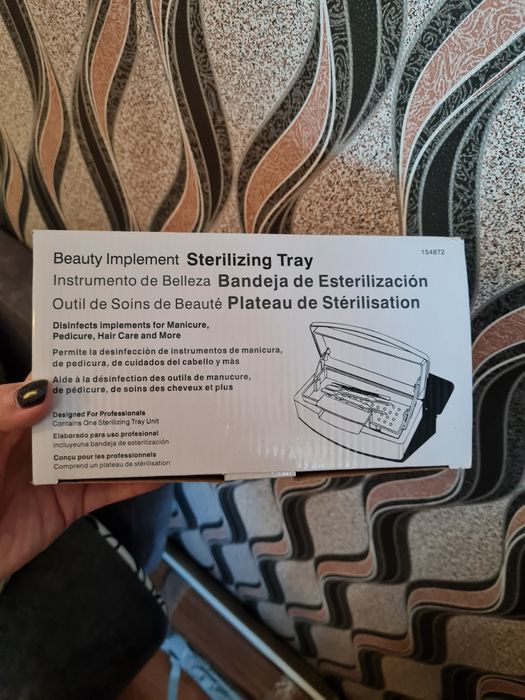 154872
Beauty Implement Sterilizing Tray
Instrumento de Belleza Bandeja de Esterilización
Outil de Soins de Beauté Plateau de Stérilisation
Disinfects implements for Manicure,
Pedicure, Hair Care and More
Permite la desinfección de instrumentos de manicura,
de pedicura, de cuidados del cabello y màs
Aide à la désinfection des outils de manucure,
de pédicure, de soins des cheveux et plus
Designed For Professionals
Contains One Sterilizing Tray Unit
Elaborado para uso profesional
Incluyeuna bandeja de esterilización
Conçu pour les professionnels
Comprend un plateau de stérilisation